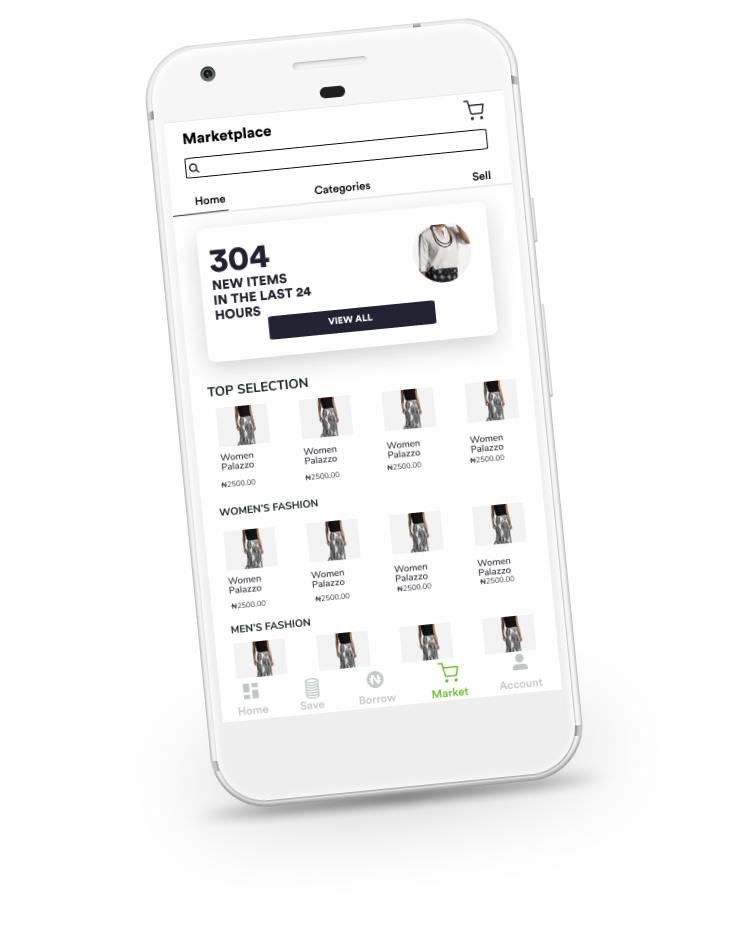 Marketplace
Home Categories Sell
304
NEW ITEMS
IN THE LAST 24
HOURS
VIEW ALL
TOP SELECTION
Women Women Women Women
Palazzo Palazzo Palazzo Palazzo
₦2500.00 ₦2500.00 ₦2500.00 ₦2500.00
WOMEN'S FASHION
Women Women Women Women
Palazzo Palazzo Palazzo Palazzo
₦2500.00 ₦2500.00 ₦2500.00 ₦2500.00
MEN'S FASHION
Home Save Borrow Market Account